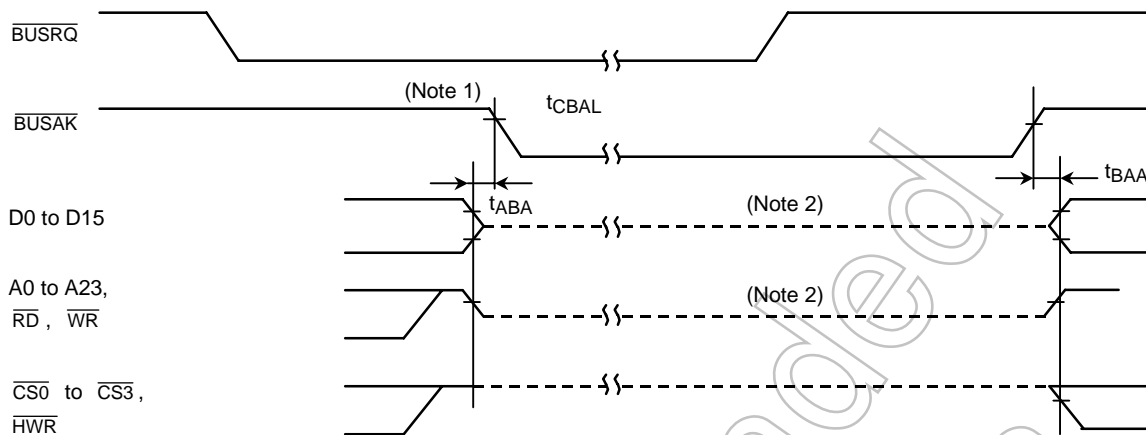 BUSRQ
(Note 1)
tCBAL
BUSAK
tBAA
tABA
D0 to D15
(Note 2)
A0 to A23,
RD , WR
(Note 2)
CS0 to CS3 ,
HWR